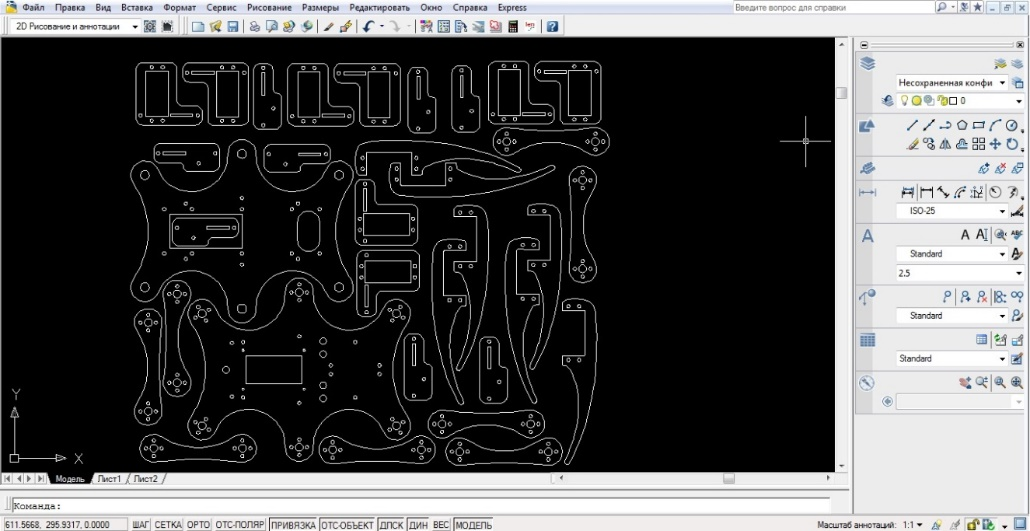 Файл Правка Вид Вставка Формат Сервис Рисование Размеры Редактировать Окно Справка Express
Введите вопрос для справки
2D Рисование и аннотации
Несохраненная конфи
0
ISO-25
A A
Standard
2.5
Standard
Standard
Y
X
Модель Лист1 Лист2
Команда:
611.5668, 295.9317, 0.0000 ШАГ СЕТКА ОРТО ОТС-ПОЛЯР ПРИВЯЗКА ОТС-ОБЪЕКТ ДПСК ДИН ВЕС МОДЕЛЬ Масштаб аннотаций: 1:1